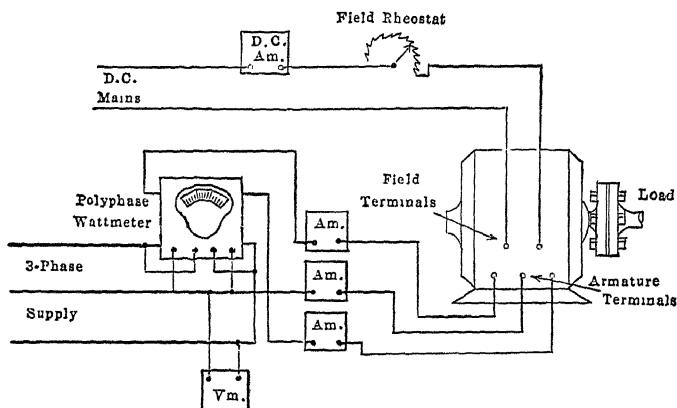 Field Rheostat
D.C.
Am.
D.C.
Mains
Polyphase
Wattmeter
Field
Terminals
Load
Am.
3-Phase
Am.
Armature
Terminals
Supply
Am.
Vm.